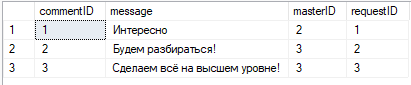 commentID message masterID requestID
1 1 Интересно 2 1
2 2 Будем разбираться! 3 2
3 3 Сделаем всё на высшем уровне! 3 3